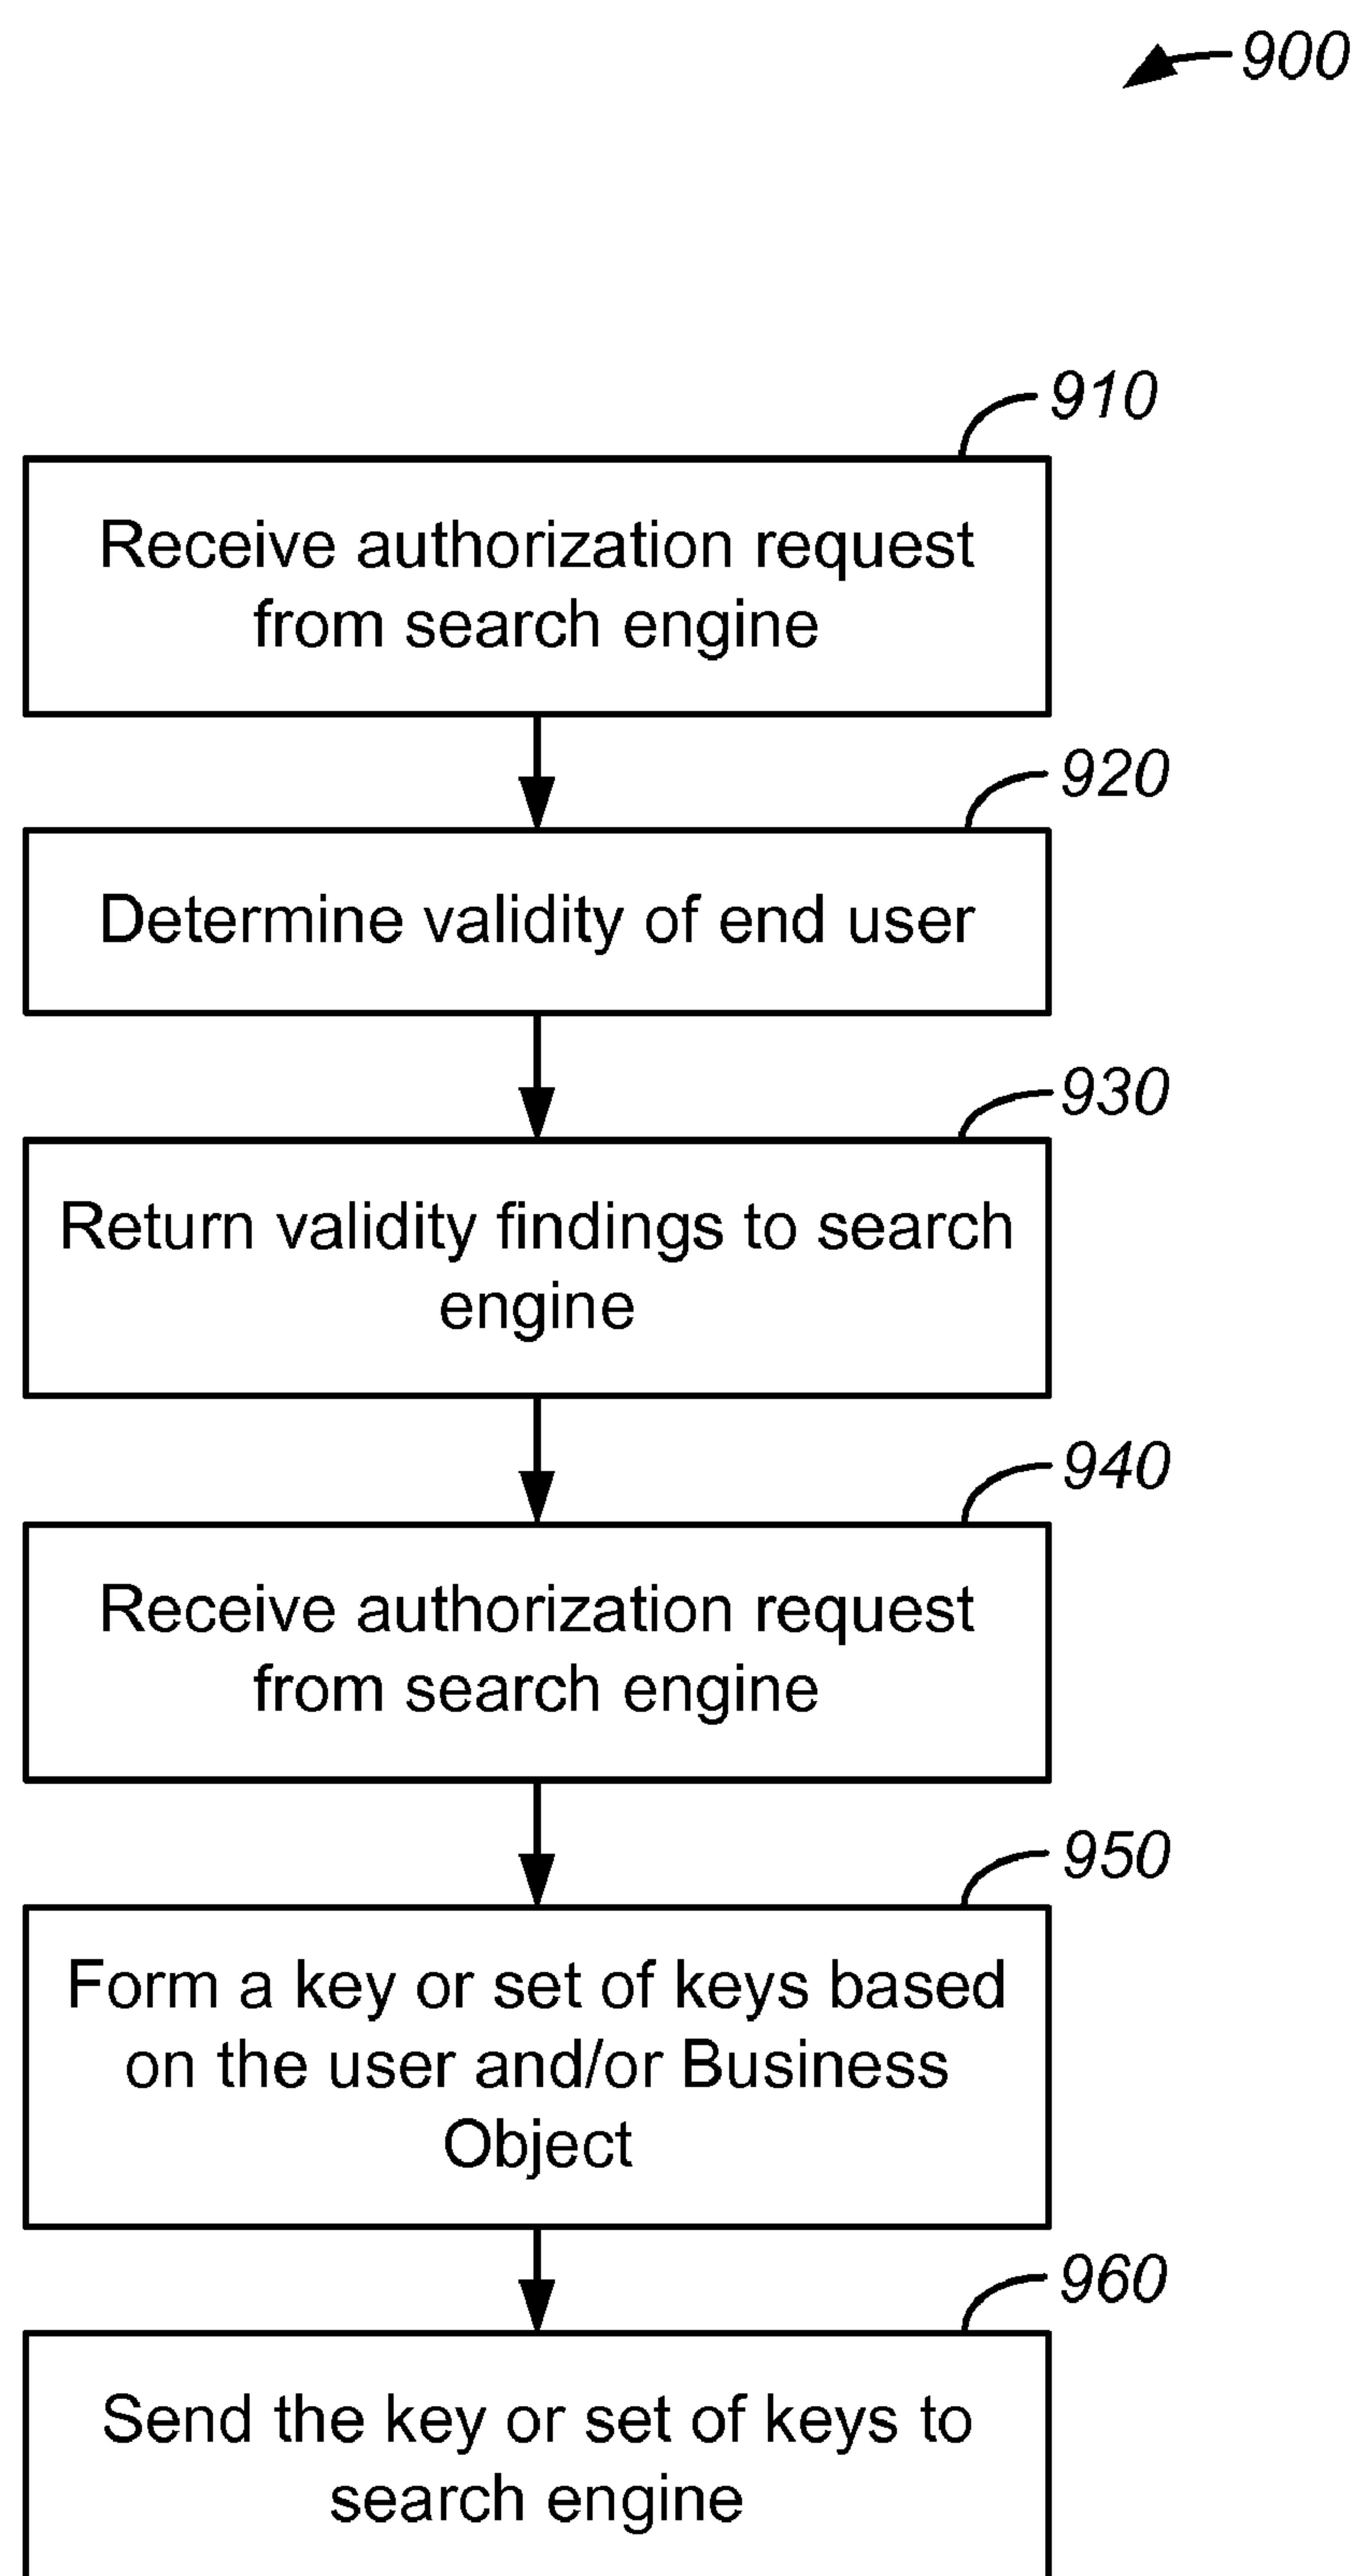 900
910
Receive authorization request
from search engine
920
Determine validity of end user
930
Return validity findings to search
engine
940
Receive authorization request
from search engine
950
Form a key or set of keys based
on the user and/or Business
Object
960
Send the key or set of keys to
search engine